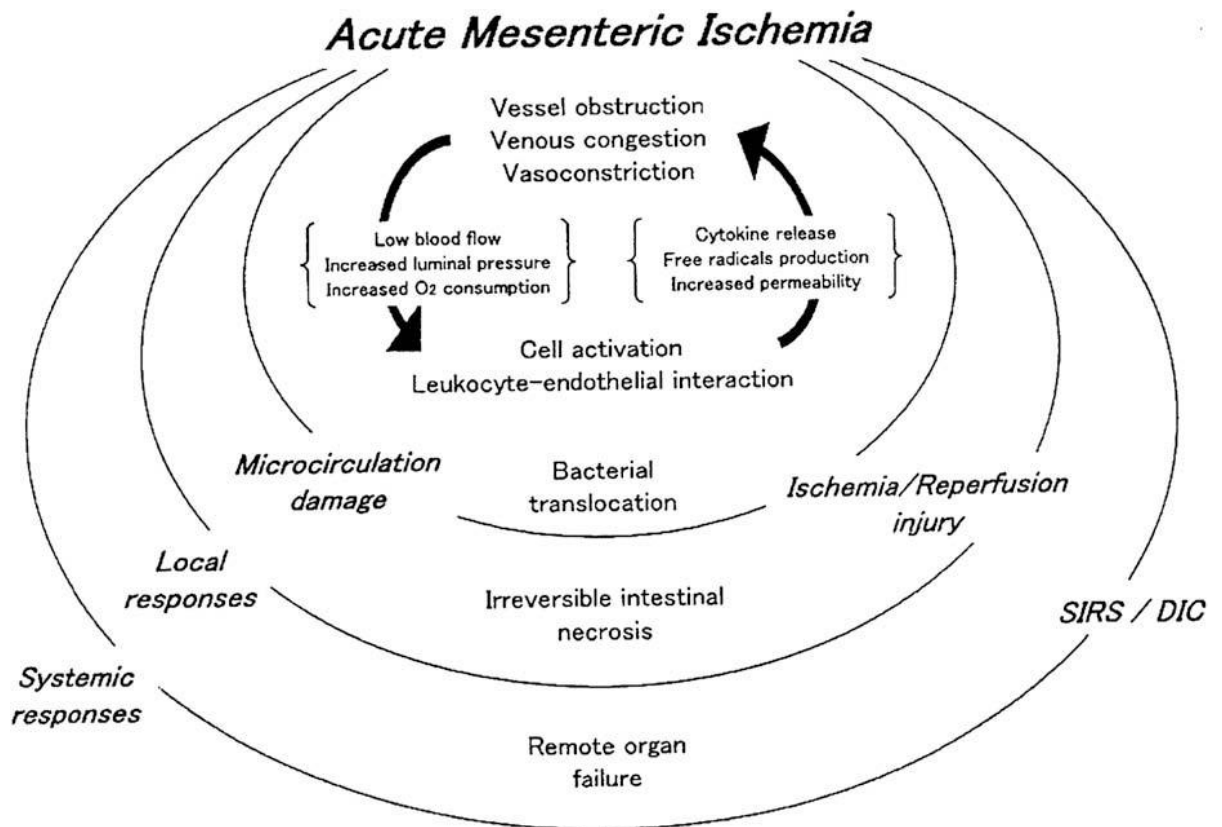 Acute Mesenteric Ischemia
Vessel obstruction
Venous congestion
Vasoconstriction
Low blood flow
Increased luminal pressure
Increased O2 consumption
Cytokine release
Free radicals production
Increased permeability
Cell activation
Leukocyte-endothelial interaction
Microcirculation
damage
Bacterial
translocation
Ischemia/Reperfusion
injury
Local
responses
Irreversible intestinal
necrosis
SIRS / DIC
Systemic
responses
Remote organ
failure